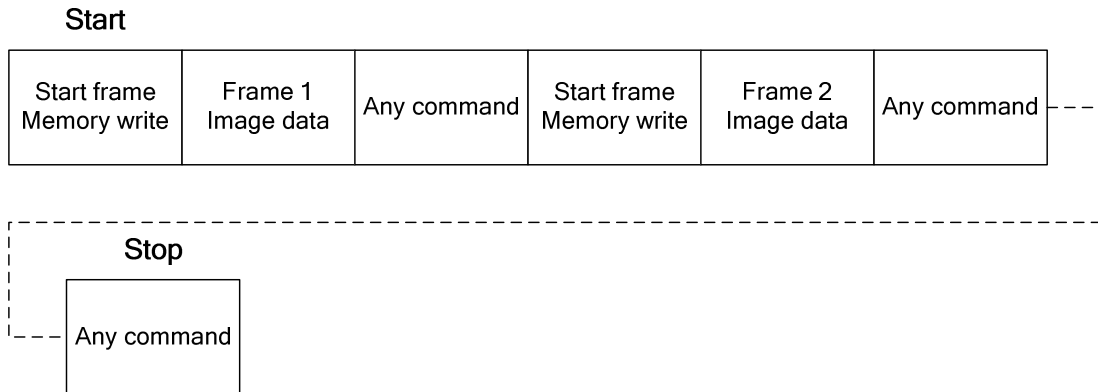 Start
Start frame
Memory write
Frame 1
Image data
Any command
Start frame
Memory write
Frame 2
Image data
Any command
Stop
Any command